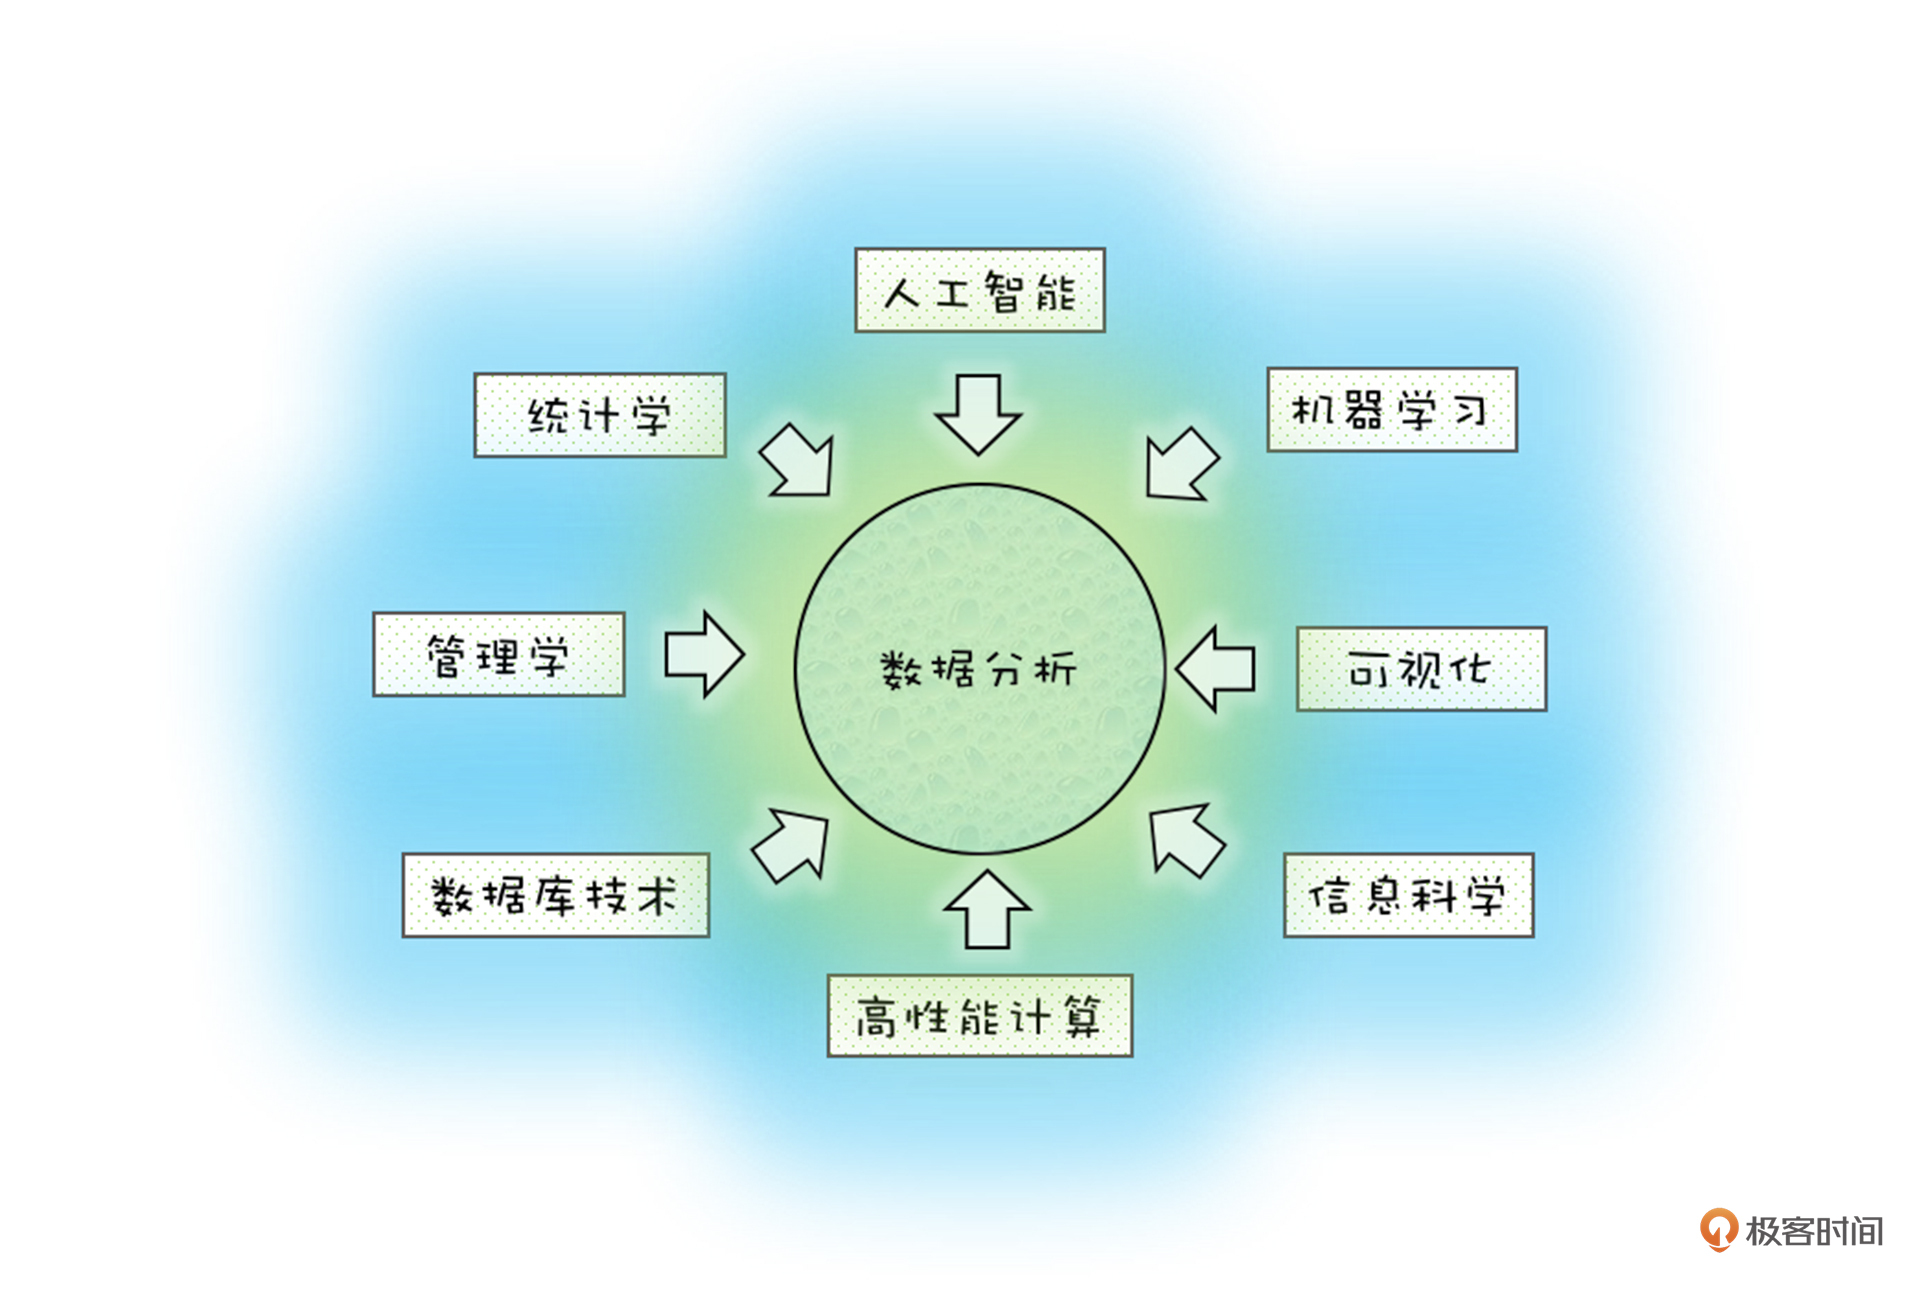 人工智能
统计学
机器学习
管理学
数据分析
可视化
数据库技术
信息科学
高性能计算
极客时间